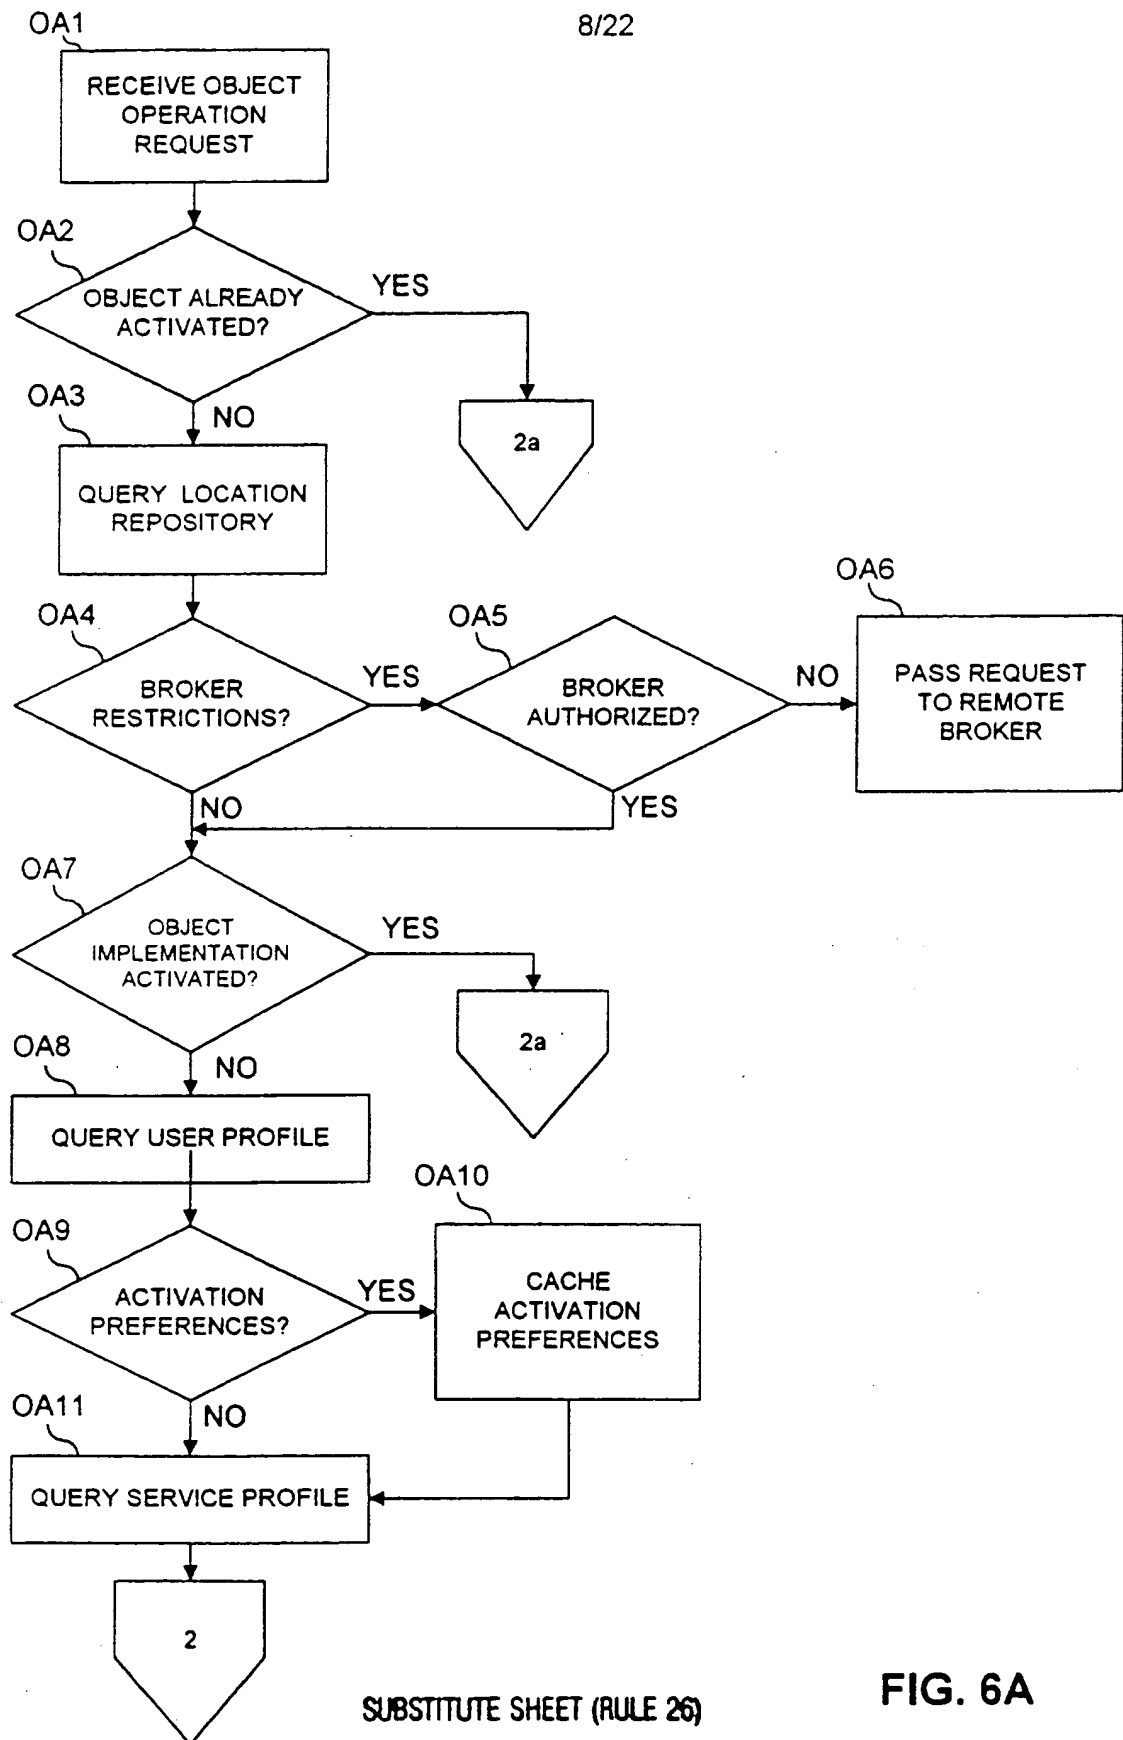 OA1
8/22
RECEIVE OBJECT
OPERATION
REQUEST
OA2
OBJECT ALREADY
ACTIVATED?
YES
2a
NO
OA3
QUERY LOCATION
REPOSITORY
OA4
BROKER
RESTRICTIONS?
YES
OA5
BROKER
AUTHORIZED?
NO
OA6
PASS REQUEST
TO REMOTE
BROKER
NO
YES
OA7
OBJECT
IMPLEMENTATION
ACTIVATED?
YES
2a
NO
OA8
QUERY USER PROFILE
OA9
ACTIVATION
PREFERENCES?
YES
OA10
CACHE
ACTIVATION
PREFERENCES
NO
OA11
QUERY SERVICE PROFILE
2
SUBSTITUTE SHEET (RULE 26)
FIG. 6A